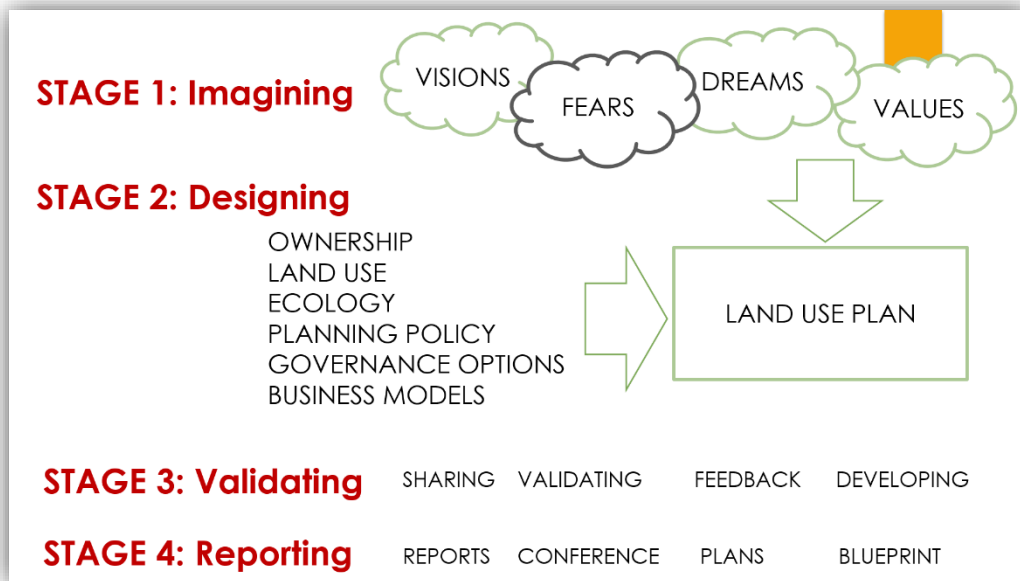 STAGE 1: Imagining
VISIONS
FEARS
DREAMS
VALUES
STAGE 2: Designing
OWNERSHIP
LAND USE
ECOLOGY
PLANNING POLICY
GOVERNANCE OPTIONS
BUSINESS MODELS
LAND USE PLAN
STAGE 3: Validating SHARING VALIDATING FEEDBACK DEVELOPING
STAGE 4: Reporting REPORTS CONFERENCE PLANS BLUEPRINT